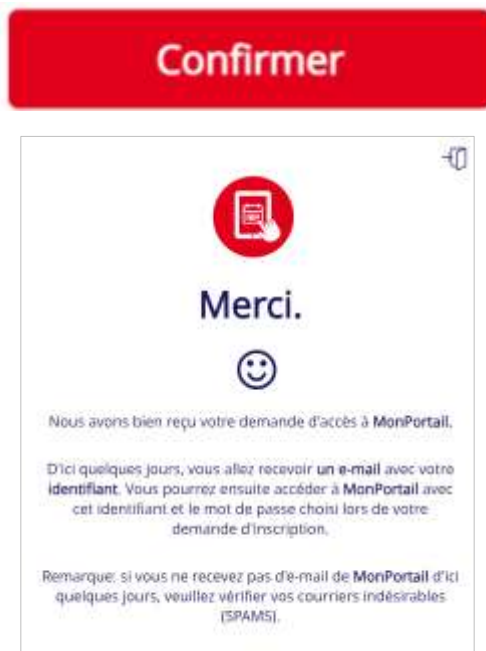 Confirmer
Merci.
Nous avons bien reçu votre demande d'accès à MonPortail.
D'ici quelques jours, vous allez recevoir un e-mail avec votre
identifiant. Vous pourrez ensuite accéder à MonPortail avec
cet identifiant et le mot de passe choisi lors de votre
demande d'inscription.
Remarque: si vous ne recevez pas d'e-mail de MonPortail d'ici
quelques jours, veuillez vérifier vos courriers indésirables
(SPAMS).